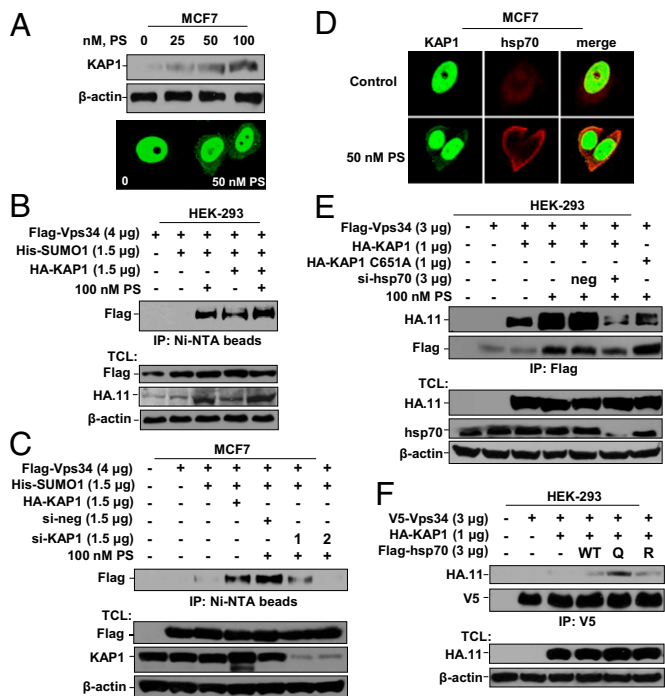 A
MCF7
nM, PS 0 25 50 100
KAP1
β-actin
0 50 nM PS
B
HEK-293
Flag-Vps34 (4 µg) + + + + +
His-SUMO1 (1.5 µg) - + + + +
HA-KAP1 (1.5 µg) - - - + +
100 nM PS - - + - +
Flag
IP: Ni-NTA beads
TCL:
Flag
HA.11
β-actin
C
MCF7
Flag-Vps34 (4 µg) - + + + + + +
His-SUMO1 (1.5 µg) - - + + + + +
HA-KAP1 (1.5 µg) - - - + - - -
si-neg (1.5 µg) - - - - + - -
si-KAP1 (1.5 µg) - - - - - 1 2
100 nM PS - - - - + + +
Flag
IP: Ni-NTA beads
TCL:
Flag
KAP1
β-actin
D
MCF7
KAP1 hsp70 merge
Control
50 nM PS
E
HEK-293
Flag-Vps34 (3 µg) - + + + + + +
HA-KAP1 (1 µg) - - + + + + -
HA-KAP1 C651A (1 µg) - - - - - - +
si-hsp70 (3 µg) - - - - neg + -
100 nM PS - - - + + + +
HA.11
Flag
IP: Flag
TCL:
HA.11
hsp70
β-actin
F
HEK-293
V5-Vps34 (3 µg) - + + + + +
HA-KAP1 (1 µg) - - + + + +
Flag-hsp70 (3 µg) - - - WT Q R
HA.11
V5
IP: V5
TCL:
HA.11
β-actin